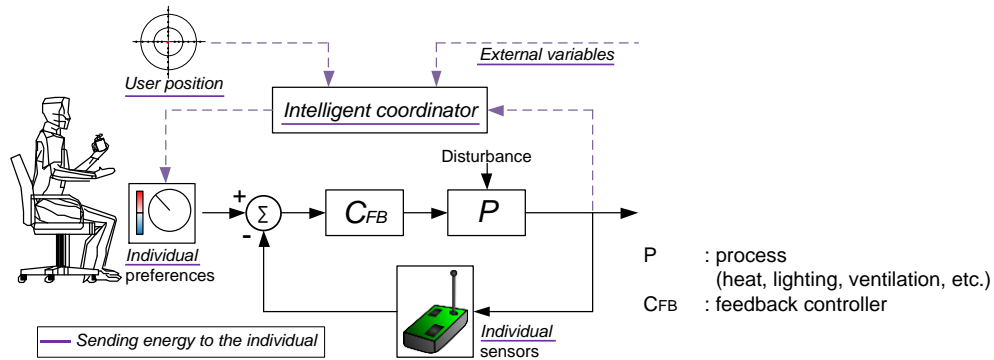 User position
External variables
Intelligent coordinator
Disturbance
+
Σ
-
CFB
P
Individual
preferences
Individual
sensors
P : process
(heat, lighting, ventilation, etc.)
CFB : feedback controller
Sending energy to the individual